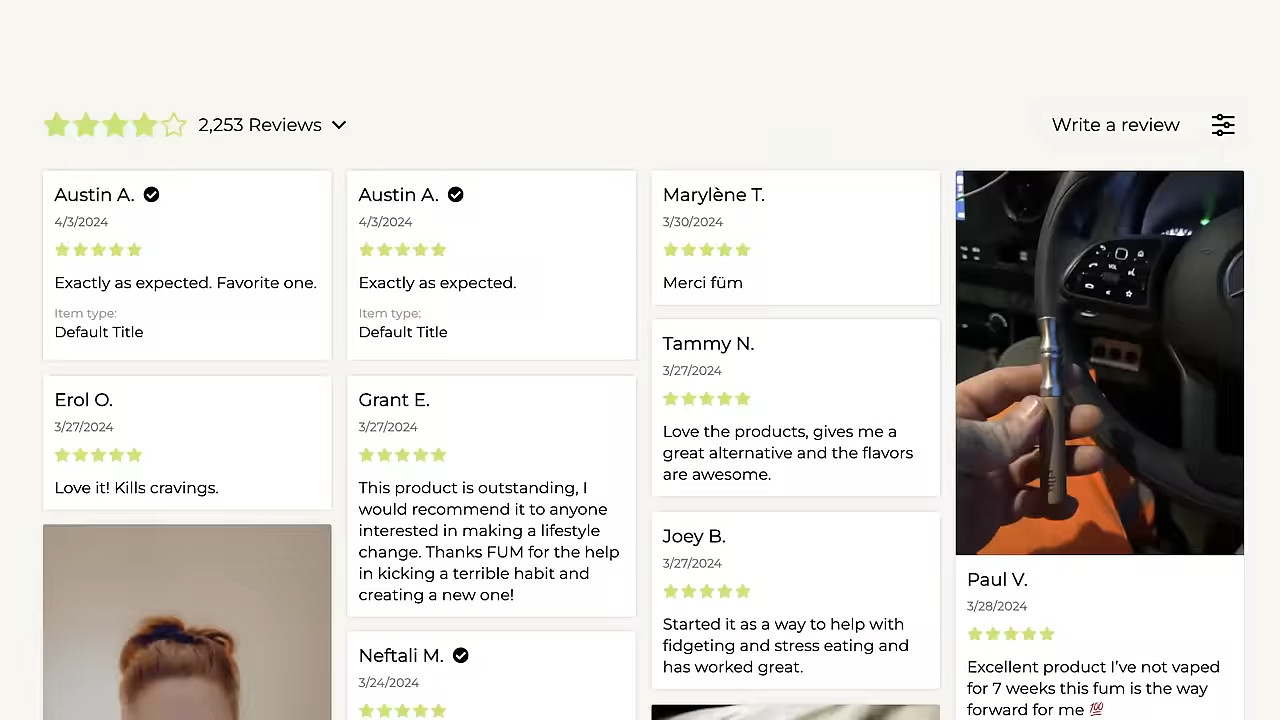 2,253 Reviews
Write a review
Austin A.
4/3/2024
Exactly as expected. Favorite one.
Item type:
Default Title
Erol O.
3/27/2024
Love it! Kills cravings.
Austin A.
4/3/2024
Exactly as expected.
Item type:
Default Title
Grant E.
3/27/2024
This product is outstanding, I
would recommend it to anyone
interested in making a lifestyle
change. Thanks FUM for the help
in kicking a terrible habit and
creating a new one!
Neftali M.
3/24/2024
Marylène T.
3/30/2024
Merci füm
Tammy N.
3/27/2024
Love the products, gives me a
great alternative and the flavors
are awesome.
Joey B.
3/27/2024
Started it as a way to help with
fidgeting and stress eating and
has worked great.
VOL
Paul V.
3/28/2024
Excellent product I've not vaped
for 7 weeks this fum is the way
forward for me 💯